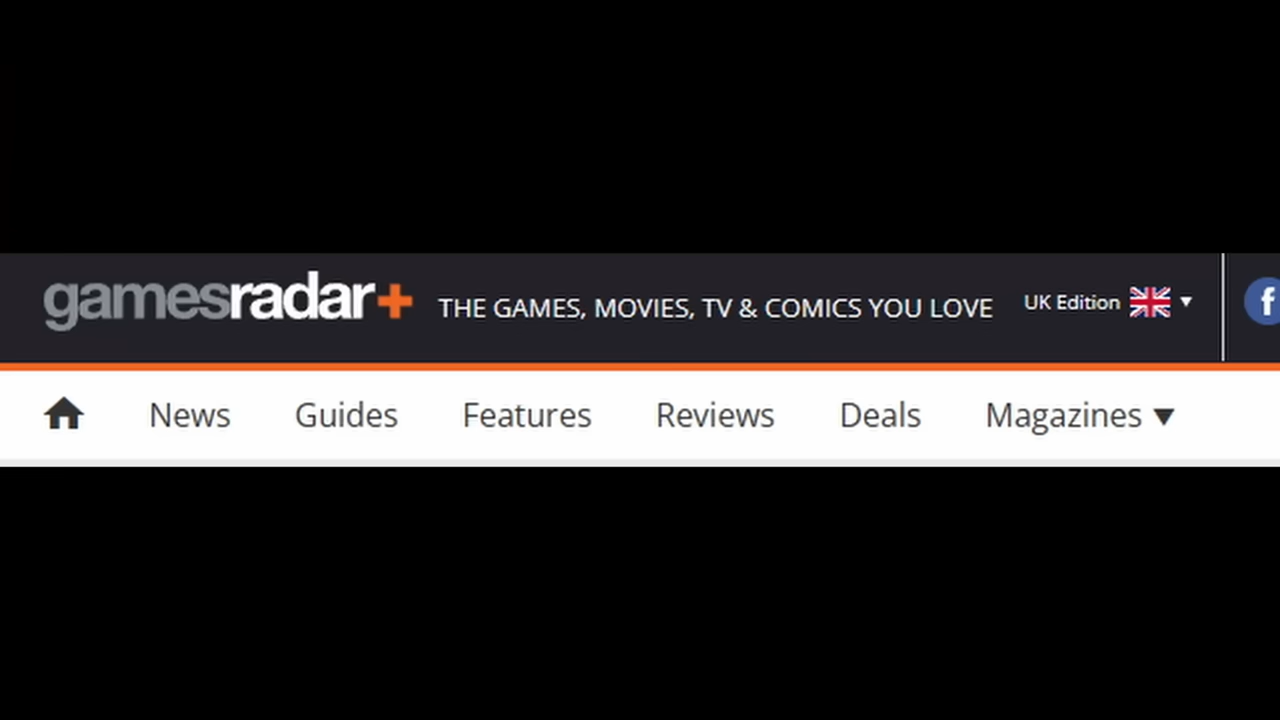 gamesradar+ THE GAMES, MOVIES, TV & COMICS YOU LOVE UK Edition f
News Guides Features Reviews Deals Magazines